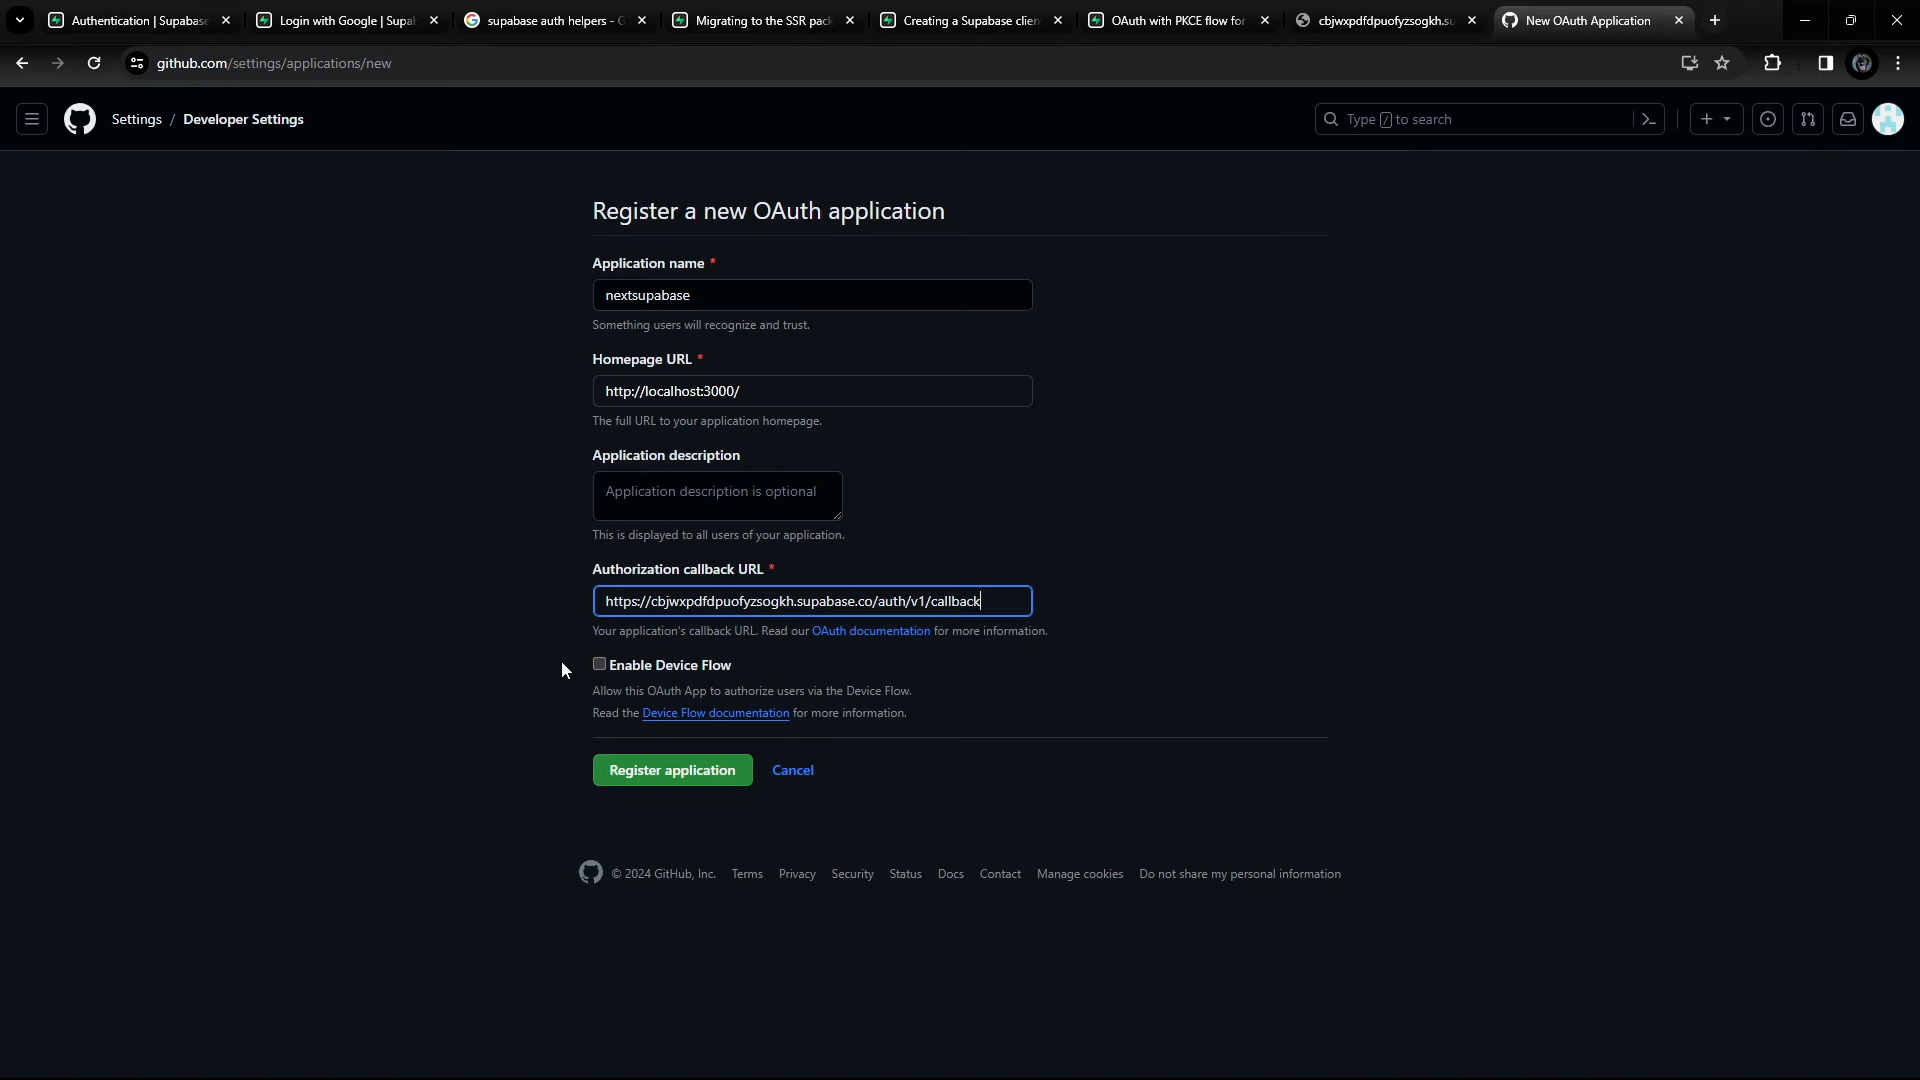 Authentication | Supabase
Login with Google | Supa
supabase auth helpers - G
Migrating to the SSR pac
Creating a Supabase clien
OAuth with PKCE flow for
cbjwxpdfdpuofyzsogkh.su
New OAuth Application
github.com/settings/applications/new
Settings / Developer Settings
Type / to search
Register a new OAuth application
Application name *
nextsupabase
Something users will recognize and trust.
Homepage URL *
http://localhost:3000/
The full URL to your application homepage.
Application description
Application description is optional
This is displayed to all users of your application.
Authorization callback URL *
https://cbjwxpdfdpuofyzsogkh.supabase.co/auth/v1/callback
Your application's callback URL. Read our OAuth documentation for more information.
Enable Device Flow
Allow this OAuth App to authorize users via the Device Flow.
Read the Device Flow documentation for more information.
Register application
Cancel
© 2024 GitHub, Inc. Terms Privacy Security Status Docs Contact Manage cookies Do not share my personal information